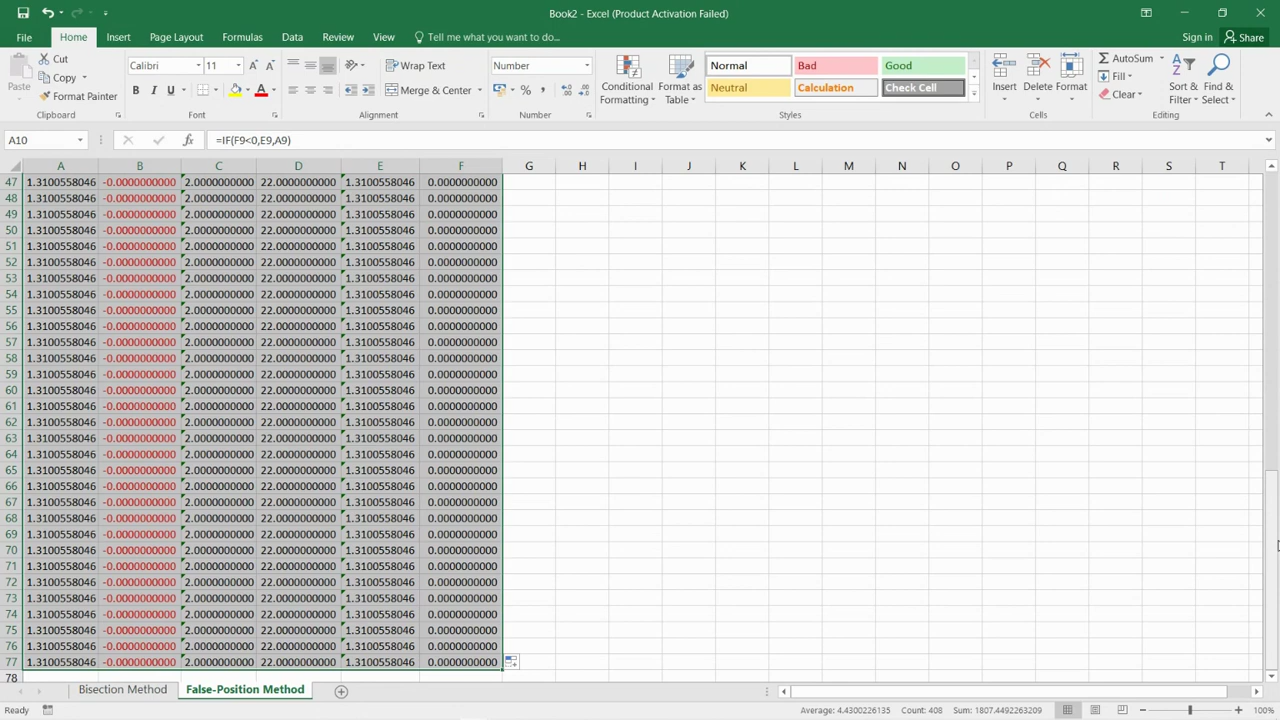 Book2 - Excel (Product Activation Failed)
File Home Insert Page Layout Formulas Data Review View Tell me what you want to do... Sign in Share
Paste Cut Copy Format Painter Clipboard
Calibri 11 B I U A A A Font
Wrap Text Merge & Center Alignment
Number % , Number
Conditional Formatting Format as Table Normal Bad Good Neutral Calculation Check Cell Styles
Insert Delete Format Cells
AutoSum Fill Clear Sort & Filter Find & Select Editing
A10 fx =IF(F9<0,E9,A9)
A B C D E F G H I J K L M N O P Q R S T
47 1.3100558046 -0.0000000000 2.0000000000 22.0000000000 1.3100558046 0.0000000000
48 1.3100558046 -0.0000000000 2.0000000000 22.0000000000 1.3100558046 0.0000000000
49 1.3100558046 -0.0000000000 2.0000000000 22.0000000000 1.3100558046 0.0000000000
50 1.3100558046 -0.0000000000 2.0000000000 22.0000000000 1.3100558046 0.0000000000
51 1.3100558046 -0.0000000000 2.0000000000 22.0000000000 1.3100558046 0.0000000000
52 1.3100558046 -0.0000000000 2.0000000000 22.0000000000 1.3100558046 0.0000000000
53 1.3100558046 -0.0000000000 2.0000000000 22.0000000000 1.3100558046 0.0000000000
54 1.3100558046 -0.0000000000 2.0000000000 22.0000000000 1.3100558046 0.0000000000
55 1.3100558046 -0.0000000000 2.0000000000 22.0000000000 1.3100558046 0.0000000000
56 1.3100558046 -0.0000000000 2.0000000000 22.0000000000 1.3100558046 0.0000000000
57 1.3100558046 -0.0000000000 2.0000000000 22.0000000000 1.3100558046 0.0000000000
58 1.3100558046 -0.0000000000 2.0000000000 22.0000000000 1.3100558046 0.0000000000
59 1.3100558046 -0.0000000000 2.0000000000 22.0000000000 1.3100558046 0.0000000000
60 1.3100558046 -0.0000000000 2.0000000000 22.0000000000 1.3100558046 0.0000000000
61 1.3100558046 -0.0000000000 2.0000000000 22.0000000000 1.3100558046 0.0000000000
62 1.3100558046 -0.0000000000 2.0000000000 22.0000000000 1.3100558046 0.0000000000
63 1.3100558046 -0.0000000000 2.0000000000 22.0000000000 1.3100558046 0.0000000000
64 1.3100558046 -0.0000000000 2.0000000000 22.0000000000 1.3100558046 0.0000000000
65 1.3100558046 -0.0000000000 2.0000000000 22.0000000000 1.3100558046 0.0000000000
66 1.3100558046 -0.0000000000 2.0000000000 22.0000000000 1.3100558046 0.0000000000
67 1.3100558046 -0.0000000000 2.0000000000 22.0000000000 1.3100558046 0.0000000000
68 1.3100558046 -0.0000000000 2.0000000000 22.0000000000 1.3100558046 0.0000000000
69 1.3100558046 -0.0000000000 2.0000000000 22.0000000000 1.3100558046 0.0000000000
70 1.3100558046 -0.0000000000 2.0000000000 22.0000000000 1.3100558046 0.0000000000
71 1.3100558046 -0.0000000000 2.0000000000 22.0000000000 1.3100558046 0.0000000000
72 1.3100558046 -0.0000000000 2.0000000000 22.0000000000 1.3100558046 0.0000000000
73 1.3100558046 -0.0000000000 2.0000000000 22.0000000000 1.3100558046 0.0000000000
74 1.3100558046 -0.0000000000 2.0000000000 22.0000000000 1.3100558046 0.0000000000
75 1.3100558046 -0.0000000000 2.0000000000 22.0000000000 1.3100558046 0.0000000000
76 1.3100558046 -0.0000000000 2.0000000000 22.0000000000 1.3100558046 0.0000000000
77 1.3100558046 -0.0000000000 2.0000000000 22.0000000000 1.3100558046 0.0000000000
78
Bisection Method False-Position Method
Ready Average: 4.4300226135 Count: 408 Sum: 1807.4492263209 100%